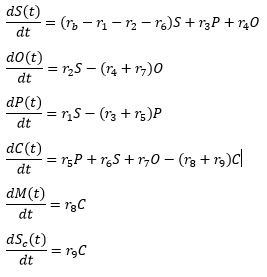 dS(t)/dt = (r_b − r_1 − r_2 − r_6)S + r_3P + r_4O
dO(t)/dt = r_2S − (r_4 + r_7)O
dP(t)/dt = r_1S − (r_3 + r_5)P
dC(t)/dt = r_5P + r_6S + r_7O − (r_8 + r_9)C
dM(t)/dt = r_8C
dS_c(t)/dt = r_9C